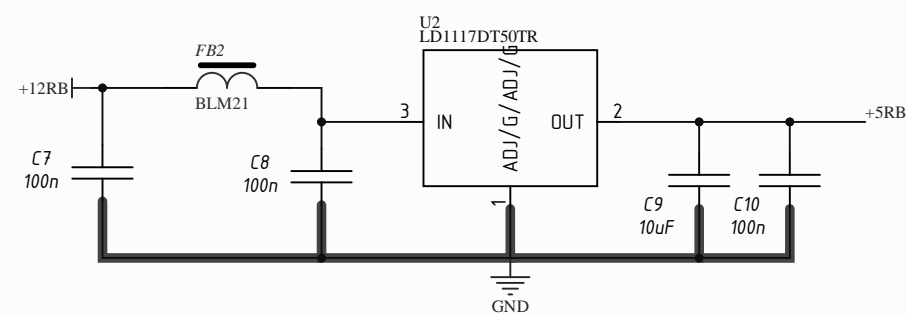 U2
LD1117DT50TR
FB2
+12RB
BLM21
3
IN
ADJ/G/ADJ/G
OUT
2
+5RB
C7
100n
C8
100n
1
C9
10uF
C10
100n
GND